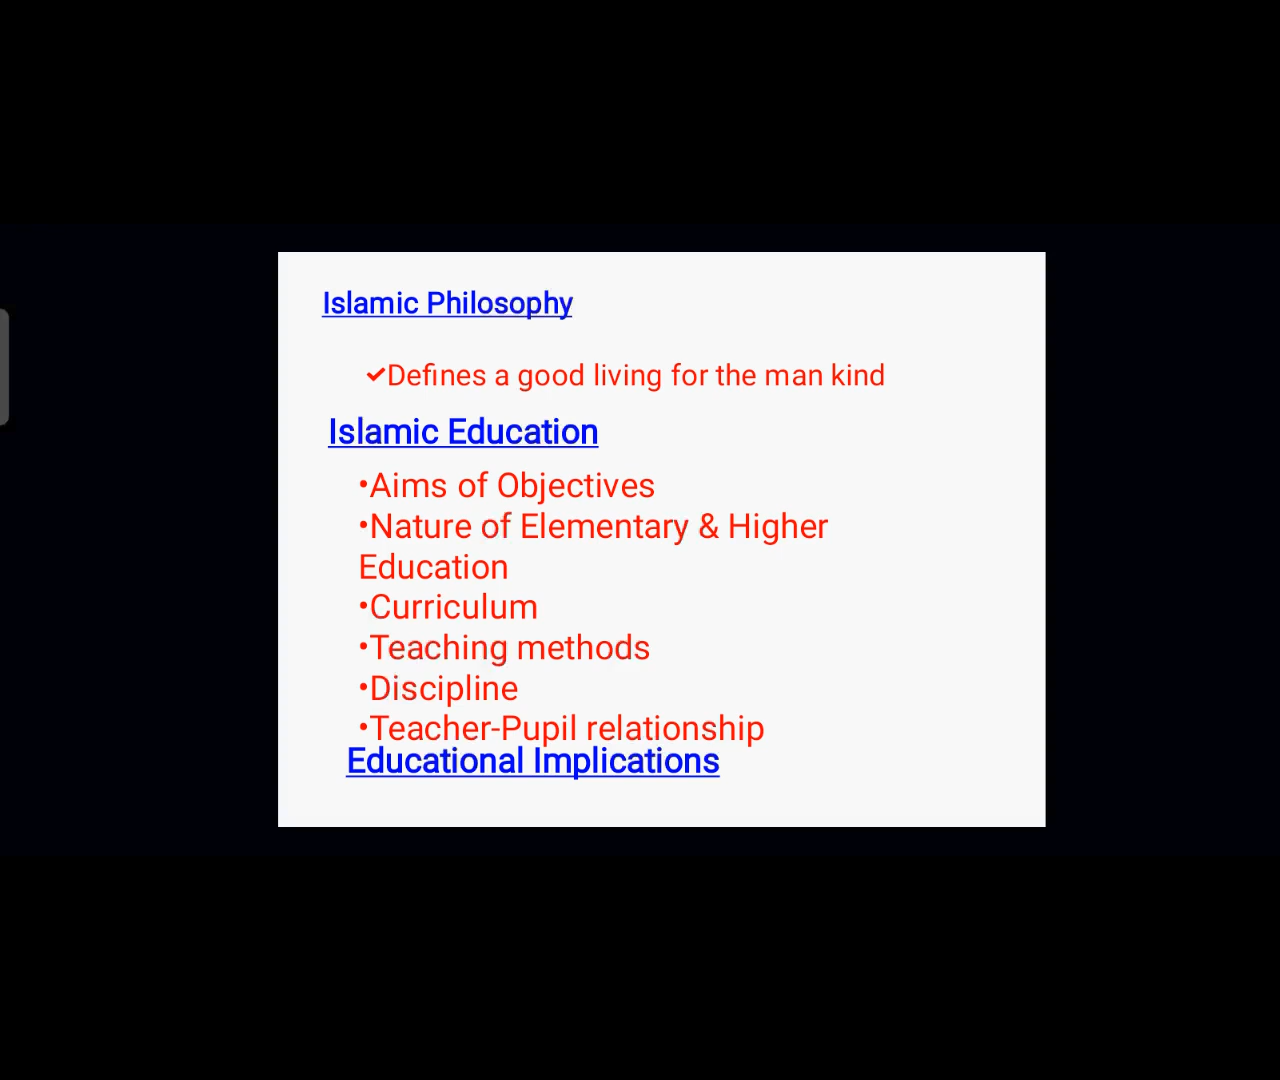 Islamic Philosophy
✓Defines a good living for the man kind
Islamic Education
•Aims of Objectives
•Nature of Elementary & Higher
Education
•Curriculum
•Teaching methods
•Discipline
•Teacher-Pupil relationship
Educational Implications